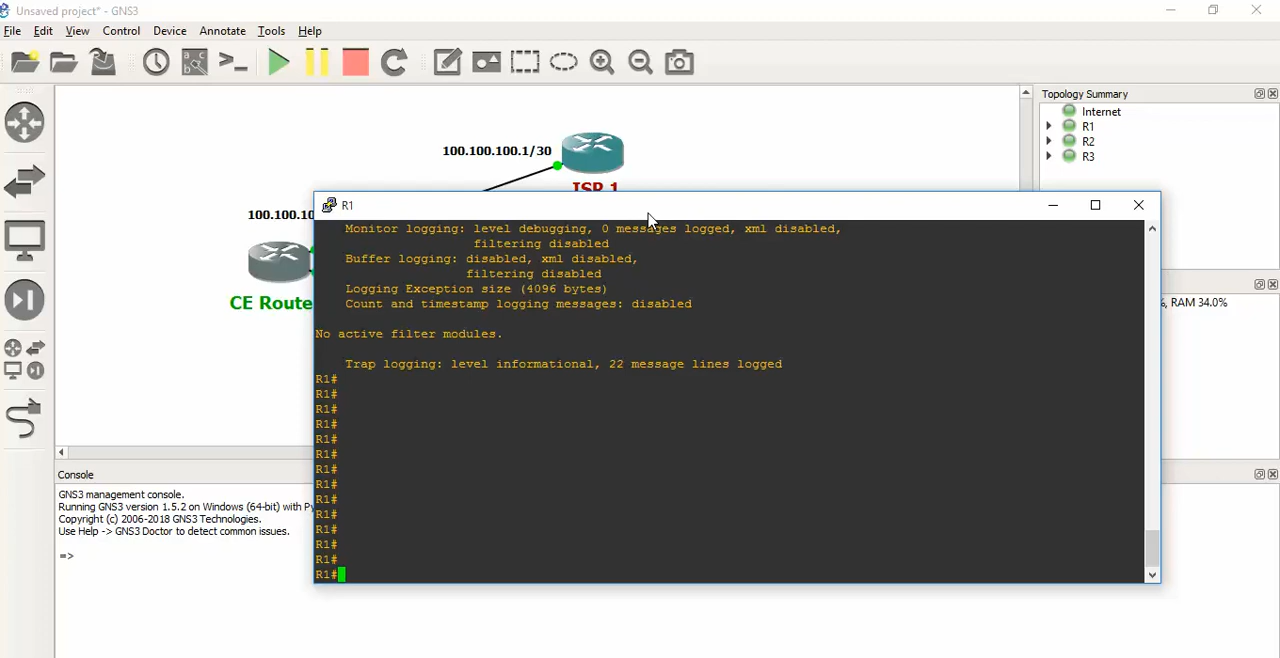 Unsaved project* - GNS3
File Edit View Control Device Annotate Tools Help
Topology Summary
Internet
R1
R2
R3
100.100.100.1/30
ISP 1
100.100.10
CE Route
R1
Monitor logging: level debugging, 0 messages logged, xml disabled,
filtering disabled
Buffer logging: disabled, xml disabled,
filtering disabled
Logging Exception size (4096 bytes)
Count and timestamp logging messages: disabled
No active filter modules.
Trap logging: level informational, 22 message lines logged
R1#
R1#
R1#
R1#
R1#
R1#
R1#
R1#
R1#
R1#
R1#
R1#
R1#
R1#
%, RAM 34.0%
Console
GNS3 management console.
Running GNS3 version 1.5.2 on Windows (64-bit) with Py
Copyright (c) 2006-2018 GNS3 Technologies.
Use Help -> GNS3 Doctor to detect common issues.
=>